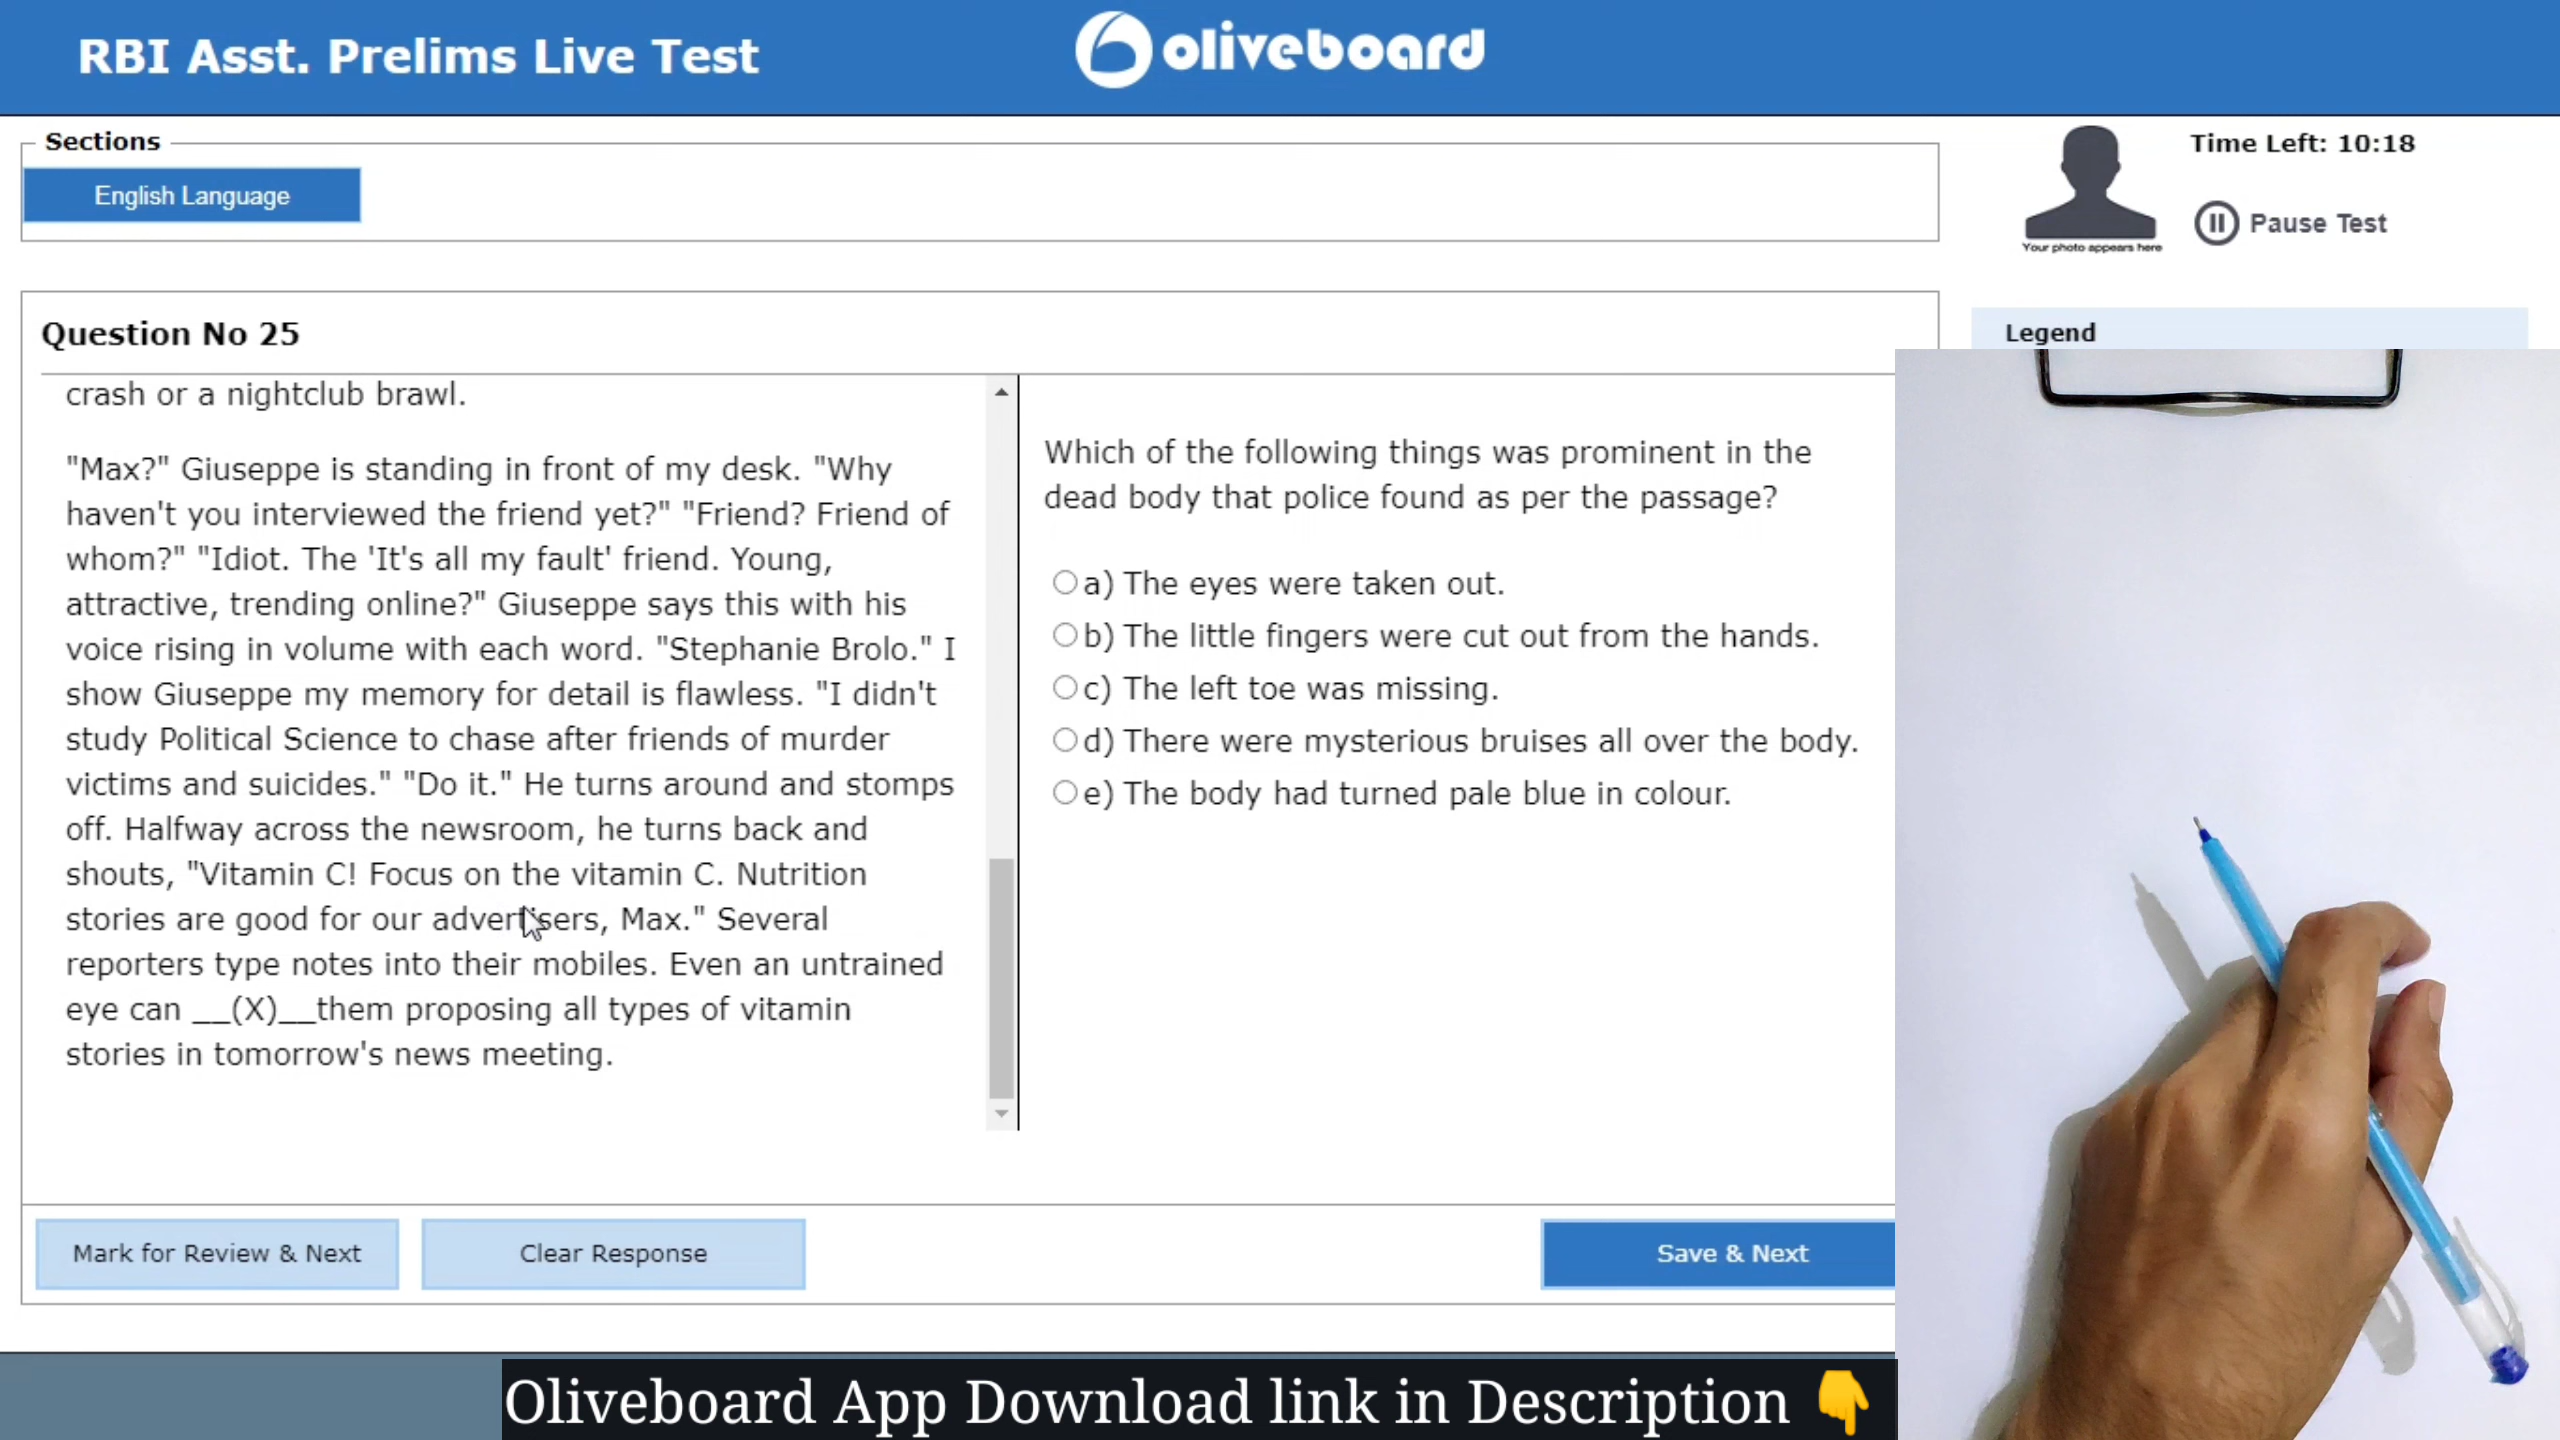 RBI Asst. Prelims Live Test
oliveboard
Sections
English Language
Time Left: 10:18
Your photo appears here
Pause Test
Question No 25
Legend
crash or a nightclub brawl.
"Max?" Giuseppe is standing in front of my desk. "Why
haven't you interviewed the friend yet?" "Friend? Friend of
whom?" "Idiot. The 'It's all my fault' friend. Young,
attractive, trending online?" Giuseppe says this with his
voice rising in volume with each word. "Stephanie Brolo." I
show Giuseppe my memory for detail is flawless. "I didn't
study Political Science to chase after friends of murder
victims and suicides." "Do it." He turns around and stomps
off. Halfway across the newsroom, he turns back and
shouts, "Vitamin C! Focus on the vitamin C. Nutrition
stories are good for our advertisers, Max." Several
reporters type notes into their mobiles. Even an untrained
eye can __(X)__them proposing all types of vitamin
stories in tomorrow's news meeting.
Which of the following things was prominent in the
dead body that police found as per the passage?
a) The eyes were taken out.
b) The little fingers were cut out from the hands.
c) The left toe was missing.
d) There were mysterious bruises all over the body.
e) The body had turned pale blue in colour.
Mark for Review & Next
Clear Response
Save & Next
Oliveboard App Download link in Description 👇